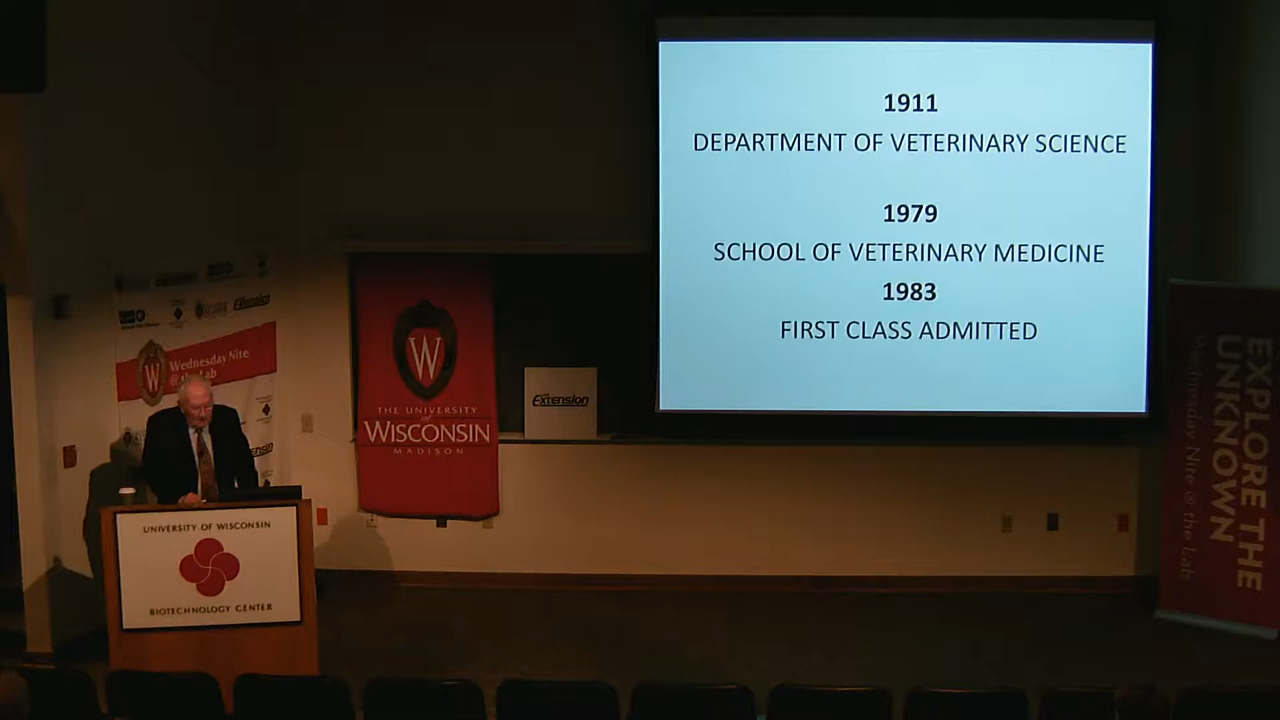 1911
DEPARTMENT OF VETERINARY SCIENCE
1979
SCHOOL OF VETERINARY MEDICINE
1983
FIRST CLASS ADMITTED
Extension
Wednesday Nite
@ the Lab
W
THE UNIVERSITY
of
WISCONSIN
MADISON
Extension
UNIVERSITY OF WISCONSIN
BIOTECHNOLOGY CENTER
EXPLORE THE
UNKNOWN
Wednesday Nite @ the Lab